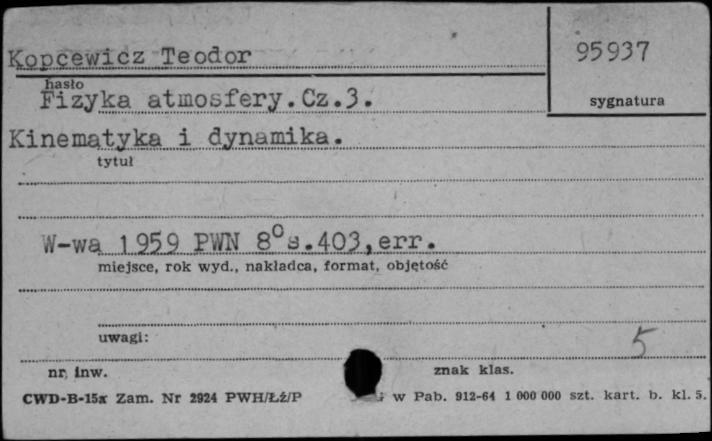 Kopcewicz Teodor
95937
hasło
sygnatura
Fizyka atmosfery.Cz.3.
Kinematyka i dynamika.
tytuł
W-wa 1959 PWN 8⁰s.403,err.
miejsce, rok wyd., nakładca, format, objętość
uwagi:
5
nr. inw.
znak klas.
CWD-B-15x Zam. Nr 2924 PWH/Łż/P
w Pab. 912-64 1 000 000 szt. kart. b. kl. 5.